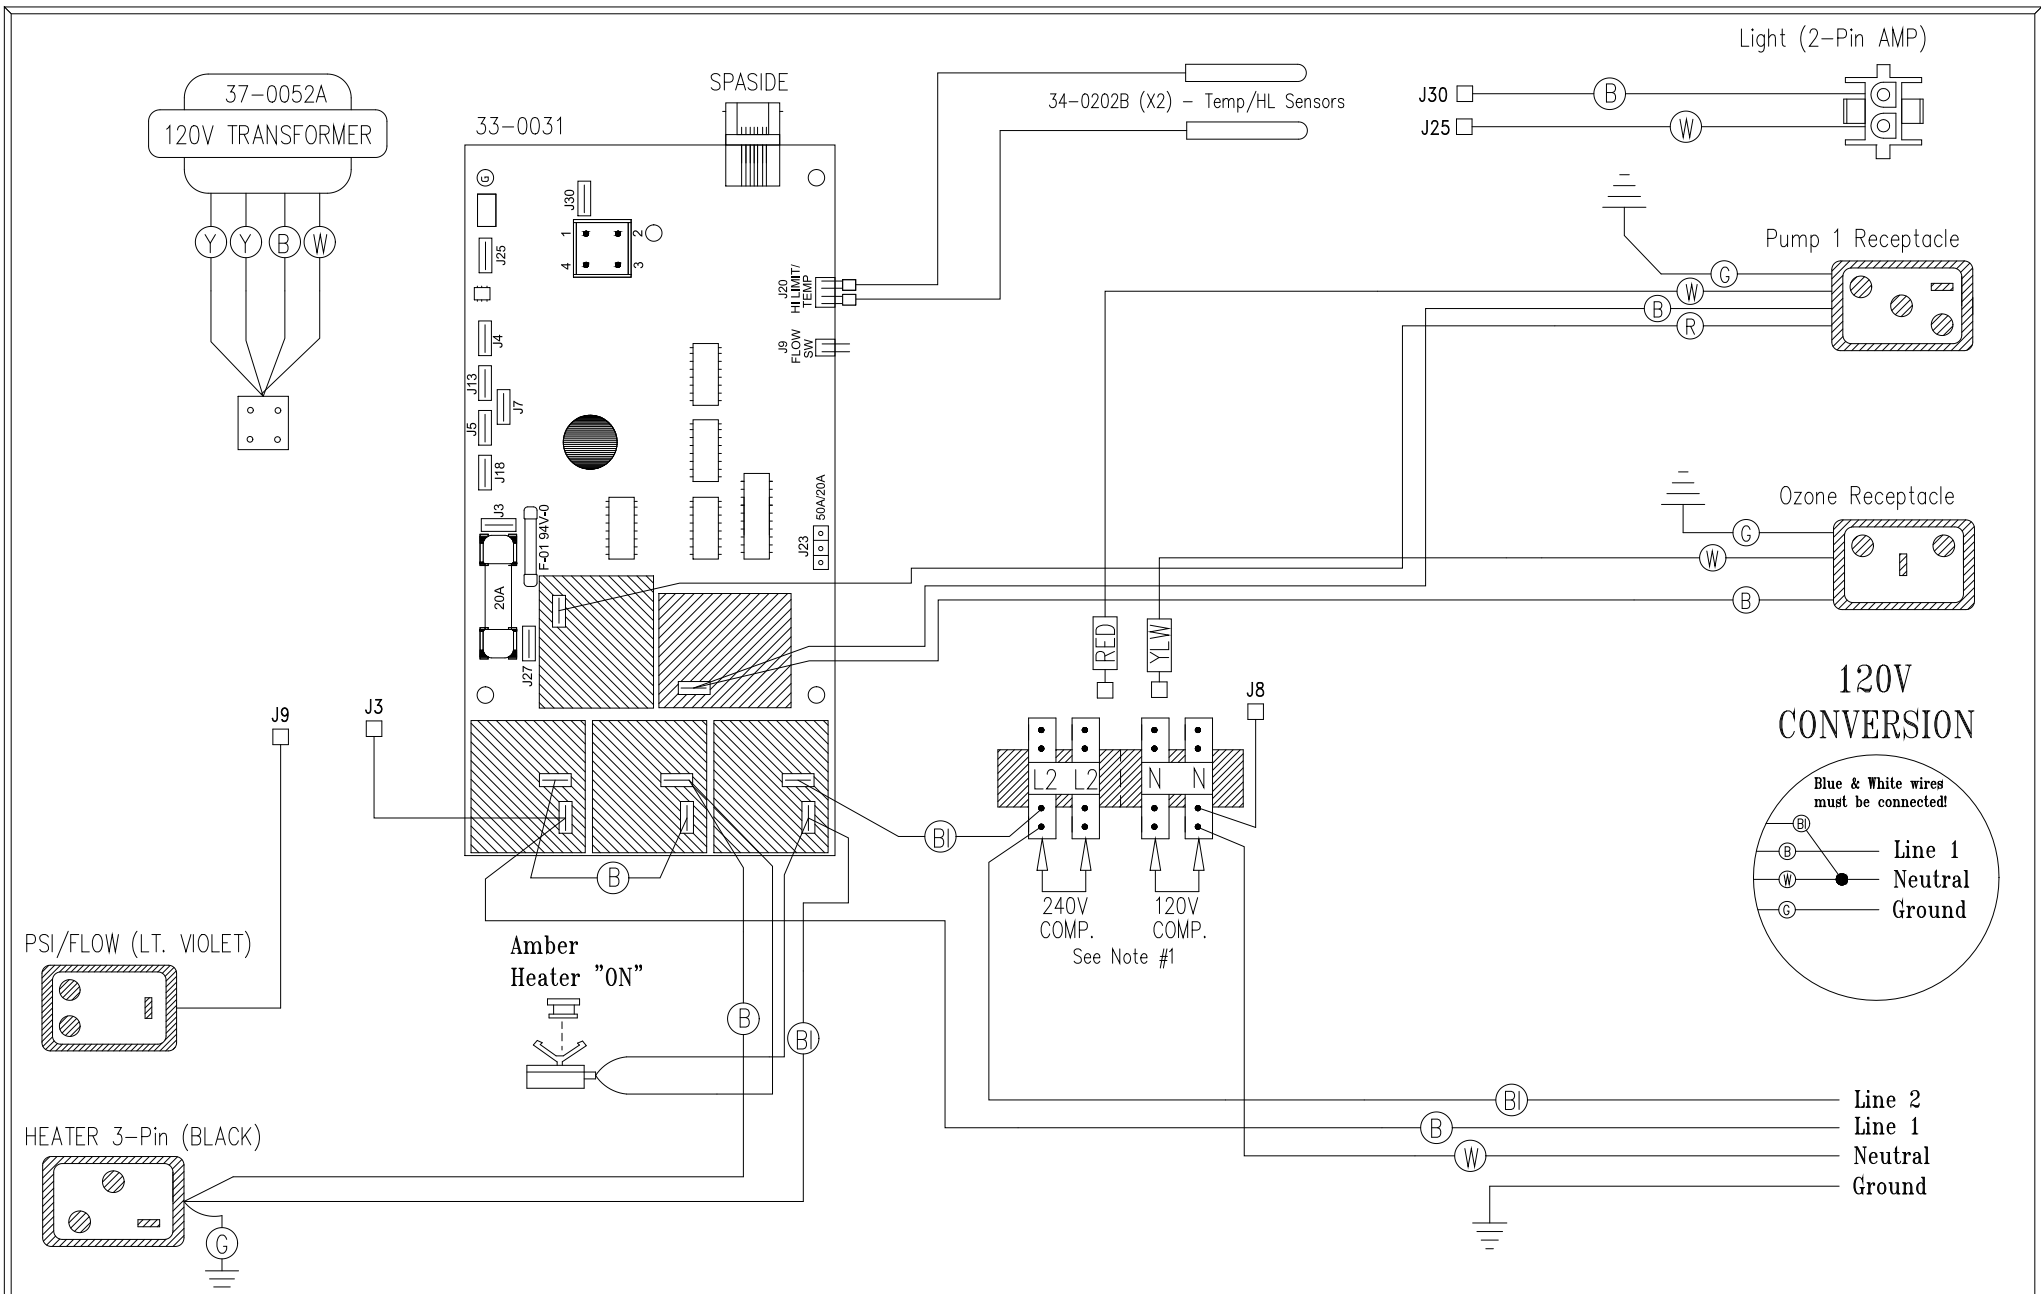 Light (2-Pin AMP)
37-0052A
120V TRANSFORMER
Y Y B W
SPASIDE
33-0031
34-0202B (X2) - Temp/HL Sensors
J30
B
J25
W
G
J30
1
2
4
3
J25
J20
HI LIMIT/
TEMP
J9
FLOW
SW
J4
J13
J7
J5
J18
J3
F-01 94V-0
20A
J27
J23
50A/20A
Pump 1 Receptacle
G
W
B
R
Ozone Receptacle
G
W
B
RED
YLW
J8
J9
J3
L2 L2 N N
Bl
B
240V
COMP.
120V
COMP.
See Note #1
120V
CONVERSION
Blue & White wires
must be connected!
Bl
B
Line 1
W
Neutral
G
Ground
PSI/FLOW (LT. VIOLET)
Amber
Heater "ON"
B
Bl
HEATER 3-Pin (BLACK)
G
Bl
Line 2
B
Line 1
W
Neutral
Ground